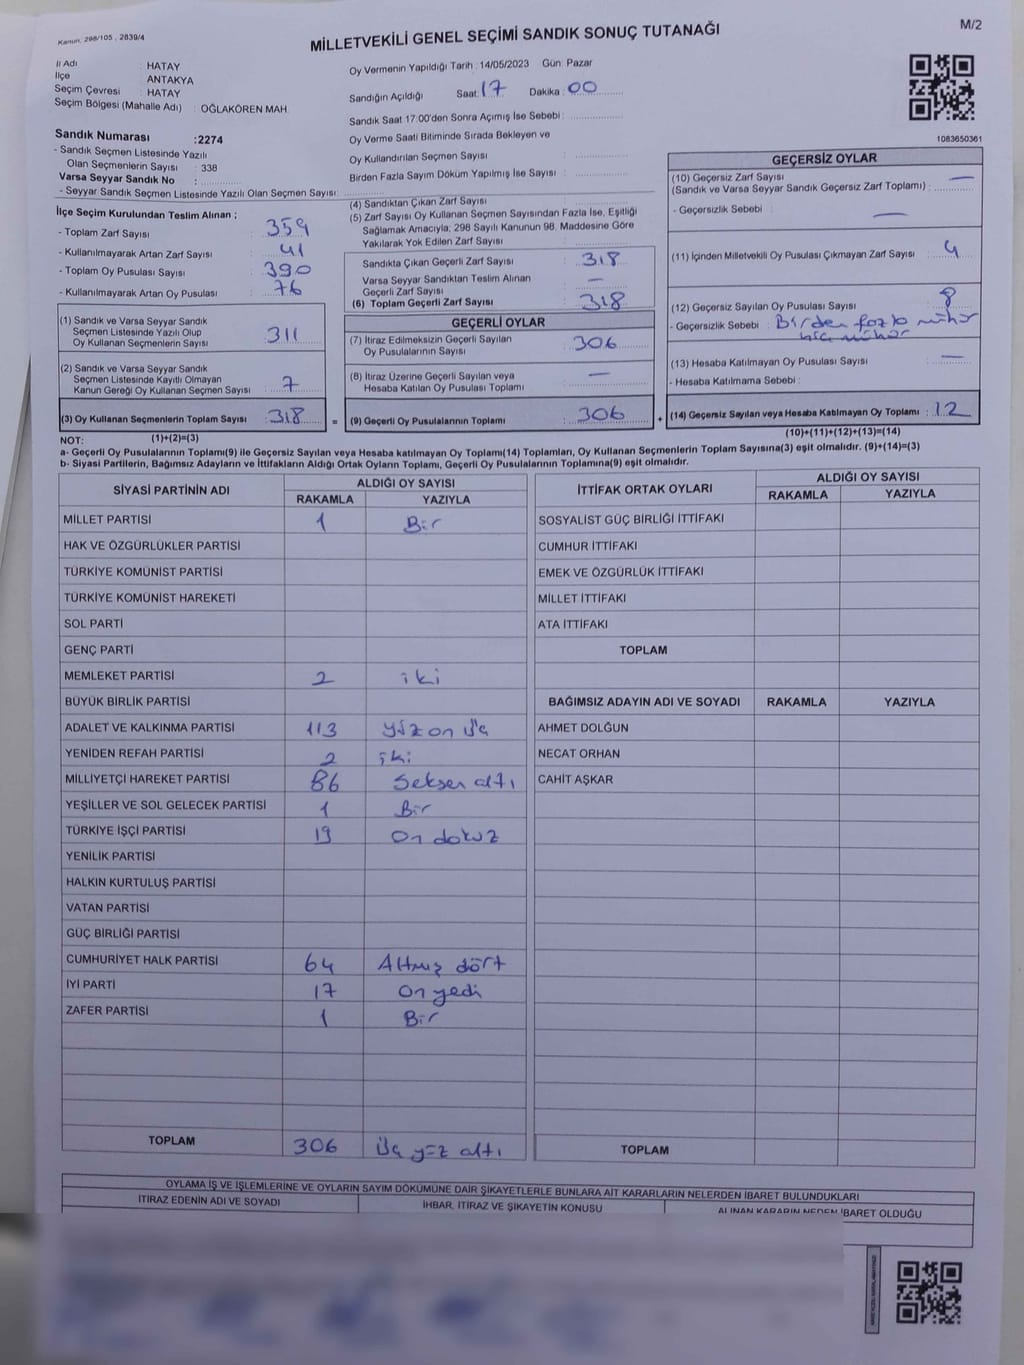 Kanun, 298/105 , 2839/4
MİLLETVEKİLİ GENEL SEÇİMİ SANDIK SONUÇ TUTANAĞI
M/2
İl Adı : HATAY
İlçe : ANTAKYA
Seçim Çevresi : HATAY
Seçim Bölgesi (Mahalle Adı) : OĞLAKÖREN MAH.
Sandık Numarası :2274
- Sandık Seçmen Listesinde Yazılı
Olan Seçmenlerin Sayısı : 338
Varsa Seyyar Sandık No :
- Seyyar Sandık Seçmen Listesinde Yazılı Olan Seçmen Sayısı :
Oy Vermenin Yapıldığı Tarih : 14/05/2023 Gün: Pazar
Sandığın Açıldığı Saat : 17 Dakika : 00
Sandık Saat 17:00'den Sonra Açılmış İse Sebebi :
Oy Verme Saati Bitiminde Sırada Bekleyen ve
Oy Kullandırılan Seçmen Sayısı :
Birden Fazla Sayım Döküm Yapılmış İse Sayısı :
1083650361
İlçe Seçim Kurulundan Teslim Alınan ;
- Toplam Zarf Sayısı : 359
- Kullanılmayarak Artan Zarf Sayısı : 41
- Toplam Oy Pusulası Sayısı : 390
- Kullanılmayarak Artan Oy Pusulası : 76
(1) Sandık ve Varsa Seyyar Sandık
Seçmen Listesinde Yazılı Olup
Oy Kullanan Seçmenlerin Sayısı : 311
(2) Sandık ve Varsa Seyyar Sandık
Seçmen Listesinde Kayıtlı Olmayan
Kanun Gereği Oy Kullanan Seçmen Sayısı : 7
(3) Oy Kullanan Seçmenlerin Toplam Sayısı : 318 =
(4) Sandıktan Çıkan Zarf Sayısı :
(5) Zarf Sayısı Oy Kullanan Seçmen Sayısından Fazla İse, Eşitliği
Sağlamak Amacıyla, 298 Sayılı Kanunun 98. Maddesine Göre
Yakılarak Yok Edilen Zarf Sayısı :
Sandıkta Çıkan Geçerli Zarf Sayısı : 318
Varsa Seyyar Sandıktan Teslim Alınan
Geçerli Zarf Sayısı : —
(6) Toplam Geçerli Zarf Sayısı : 318
GEÇERLİ OYLAR
(7) İtiraz Edilmeksizin Geçerli Sayılan
Oy Pusulalarının Sayısı : 306
(8) İtiraz Üzerine Geçerli Sayılan veya
Hesaba Katılan Oy Pusulası Toplamı : —
(9) Geçerli Oy Pusulalarının Toplamı : 306 +
GEÇERSİZ OYLAR
(10) Geçersiz Zarf Sayısı —
(Sandık ve Varsa Seyyar Sandık Geçersiz Zarf Toplamı) :
- Geçersizlik Sebebi : —
(11) İçinden Milletvekili Oy Pusulası Çıkmayan Zarf Sayısı : 4
(12) Geçersiz Sayılan Oy Pusulası Sayısı : 8
- Geçersizlik Sebebi : Birden fazla mühür
mühür
(13) Hesaba Katılmayan Oy Pusulası Sayısı : —
- Hesaba Katılmama Sebebi :
(14) Geçersiz Sayılan veya Hesaba Katılmayan Oy Toplamı : 12
NOT: (1)+(2)=(3)
(10)+(11)+(12)+(13)=(14)
a- Geçerli Oy Pusulalarının Toplamı(9) ile Geçersiz Sayılan veya Hesaba katılmayan Oy Toplamı(14) Toplamları, Oy Kullanan Seçmenlerin Toplam Sayısına(3) eşit olmalıdır. (9)+(14)=(3)
b- Siyasi Partilerin, Bağımsız Adayların ve İttifakların Aldığı Ortak Oyların Toplamı, Geçerli Oy Pusulalarının Toplamına(9) eşit olmalıdır.
SİYASİ PARTİNİN ADI ALDIĞI OY SAYISI
RAKAMLA YAZIYLA
MİLLET PARTİSİ 1 Bir
HAK VE ÖZGÜRLÜKLER PARTİSİ
TÜRKİYE KOMÜNİST PARTİSİ
TÜRKİYE KOMÜNİST HAREKETİ
SOL PARTİ
GENÇ PARTİ
MEMLEKET PARTİSİ 2 iki
BÜYÜK BİRLİK PARTİSİ
ADALET VE KALKINMA PARTİSİ 113 yüz on üç
YENİDEN REFAH PARTİSİ 2 iki
MİLLİYETÇİ HAREKET PARTİSİ 86 Seksen altı
YEŞİLLER VE SOL GELECEK PARTİSİ 1 Bir
TÜRKİYE İŞÇİ PARTİSİ 19 On dokuz
YENİLİK PARTİSİ
HALKIN KURTULUŞ PARTİSİ
VATAN PARTİSİ
GÜÇ BİRLİĞİ PARTİSİ
CUMHURİYET HALK PARTİSİ 64 Altmış dört
İYİ PARTİ 17 On yedi
ZAFER PARTİSİ 1 Bir
TOPLAM 306 Üç yüz altı
İTTİFAK ORTAK OYLARI ALDIĞI OY SAYISI
RAKAMLA YAZIYLA
SOSYALİST GÜÇ BİRLİĞİ İTTİFAKI
CUMHUR İTTİFAKI
EMEK VE ÖZGÜRLÜK İTTİFAKI
MİLLET İTTİFAKI
ATA İTTİFAKI
TOPLAM
BAĞIMSIZ ADAYIN ADI VE SOYADI RAKAMLA YAZIYLA
AHMET DOLĞUN
NECAT ORHAN
CAHİT AŞKAR
TOPLAM
OYLAMA İŞ VE İŞLEMLERİNE VE OYLARIN SAYIM DÖKÜMÜNE DAİR ŞİKAYETLERLE BUNLARA AİT KARARLARIN NELERDEN İBARET BULUNDUKLARI
İTİRAZ EDENİN ADI VE SOYADI İHBAR, İTİRAZ VE ŞİKAYETİN KONUSU ALINAN KARARIN NEDEN İBARET OLDUĞU